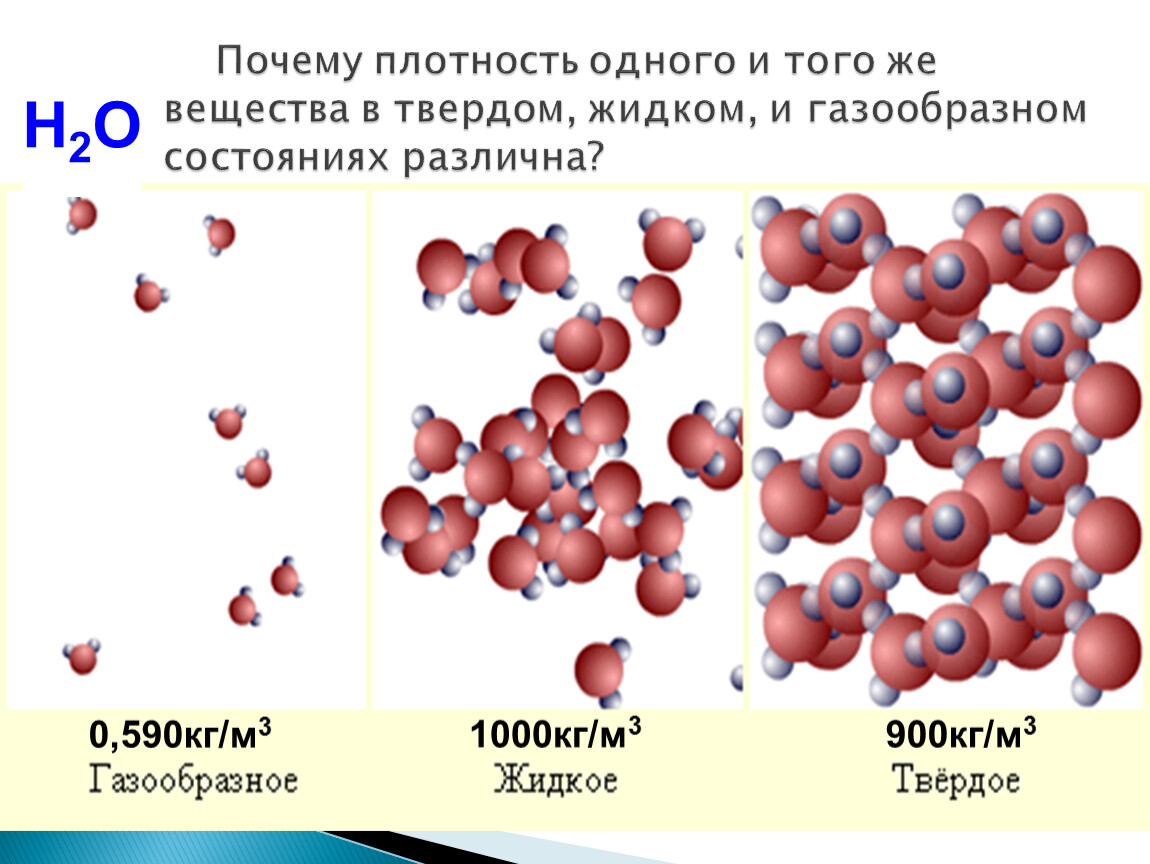 Почему плотность одного и того же
H₂O вещества в твердом, жидком, и газообразном
состояниях различна?
0,590кг/м³ 1000кг/м³ 900кг/м³
Газообразное Жидкое Твёрдое